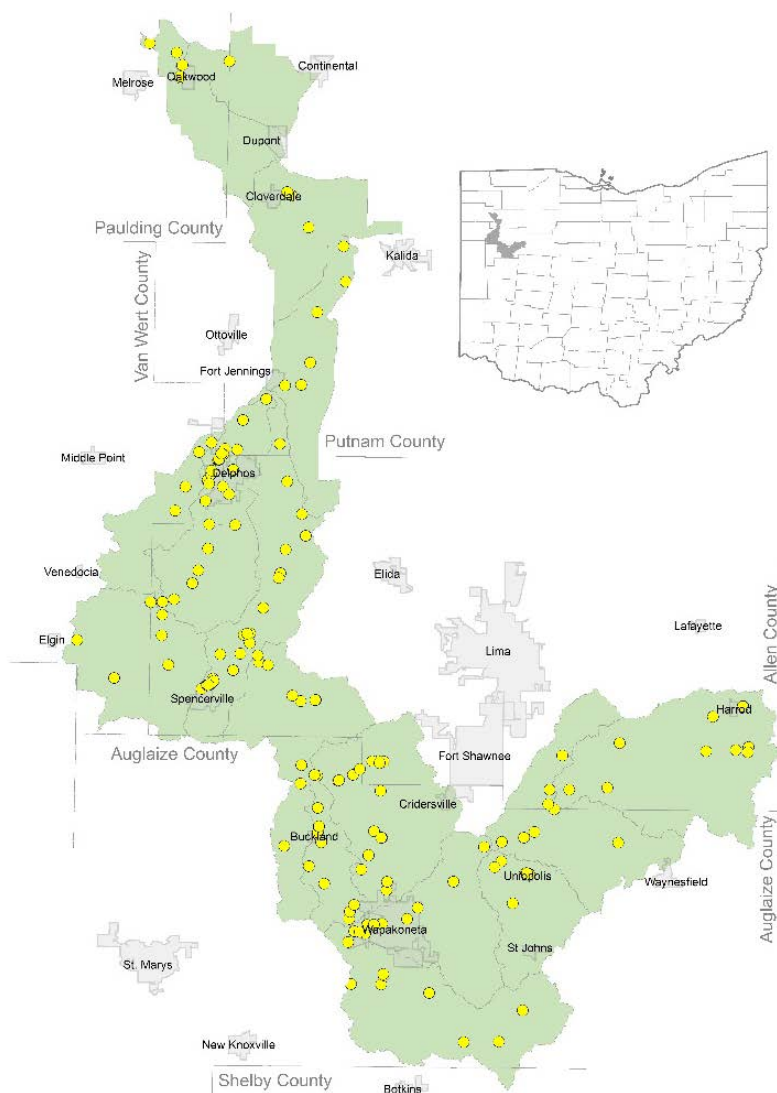 Continental
Oakwood
Melrose
Dupont
Cloverdale
Paulding County
Kalida
Van Wert County
Ottoville
Fort Jennings
Putnam County
Middle Point
Delphos
Venedocia
Elida
Allen County
Lafayette
Elgin
Lima
Spencerville
Harrod
Auglaize County
Fort Shawnee
Cridersville
Buckland
Auglaize County
Uniopolis
Waynesfield
Wapakoneta
St Johns
St. Marys
New Knoxville
Shelby County
Botkins